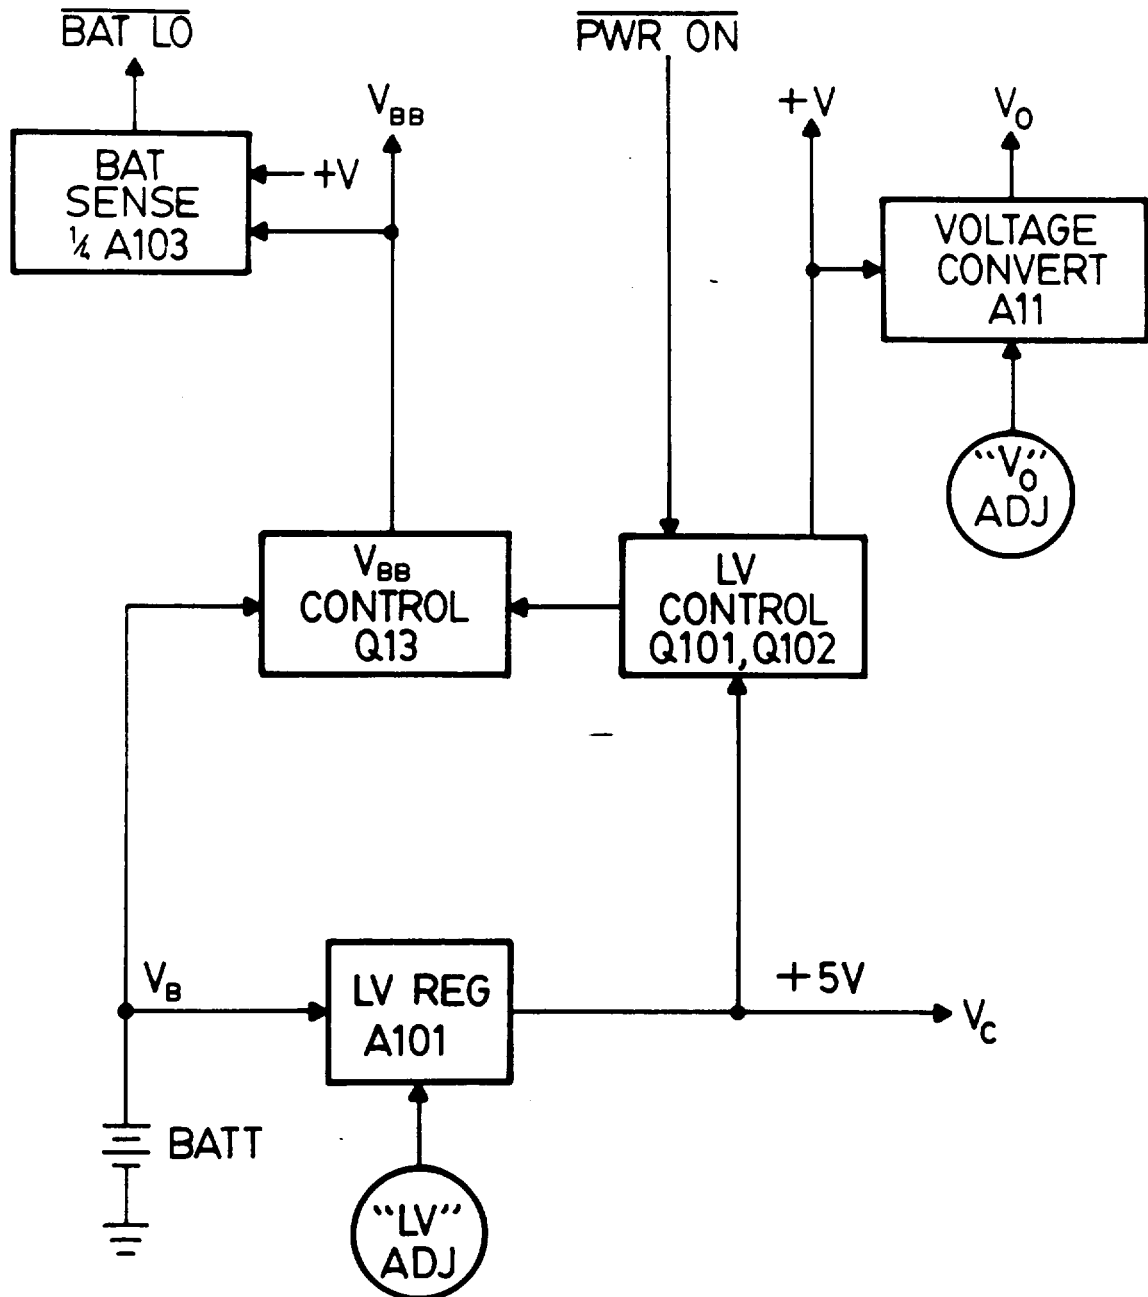 BAT LO
PWR ON
V_BB
+V
V_O
BAT
SENSE
¼ A103
+V
VOLTAGE
CONVERT
A11
"V_O"
ADJ
V_BB
CONTROL
Q13
LV
CONTROL
Q101, Q102
V_B
LV REG
A101
+5V
V_C
BATT
"LV"
ADJ